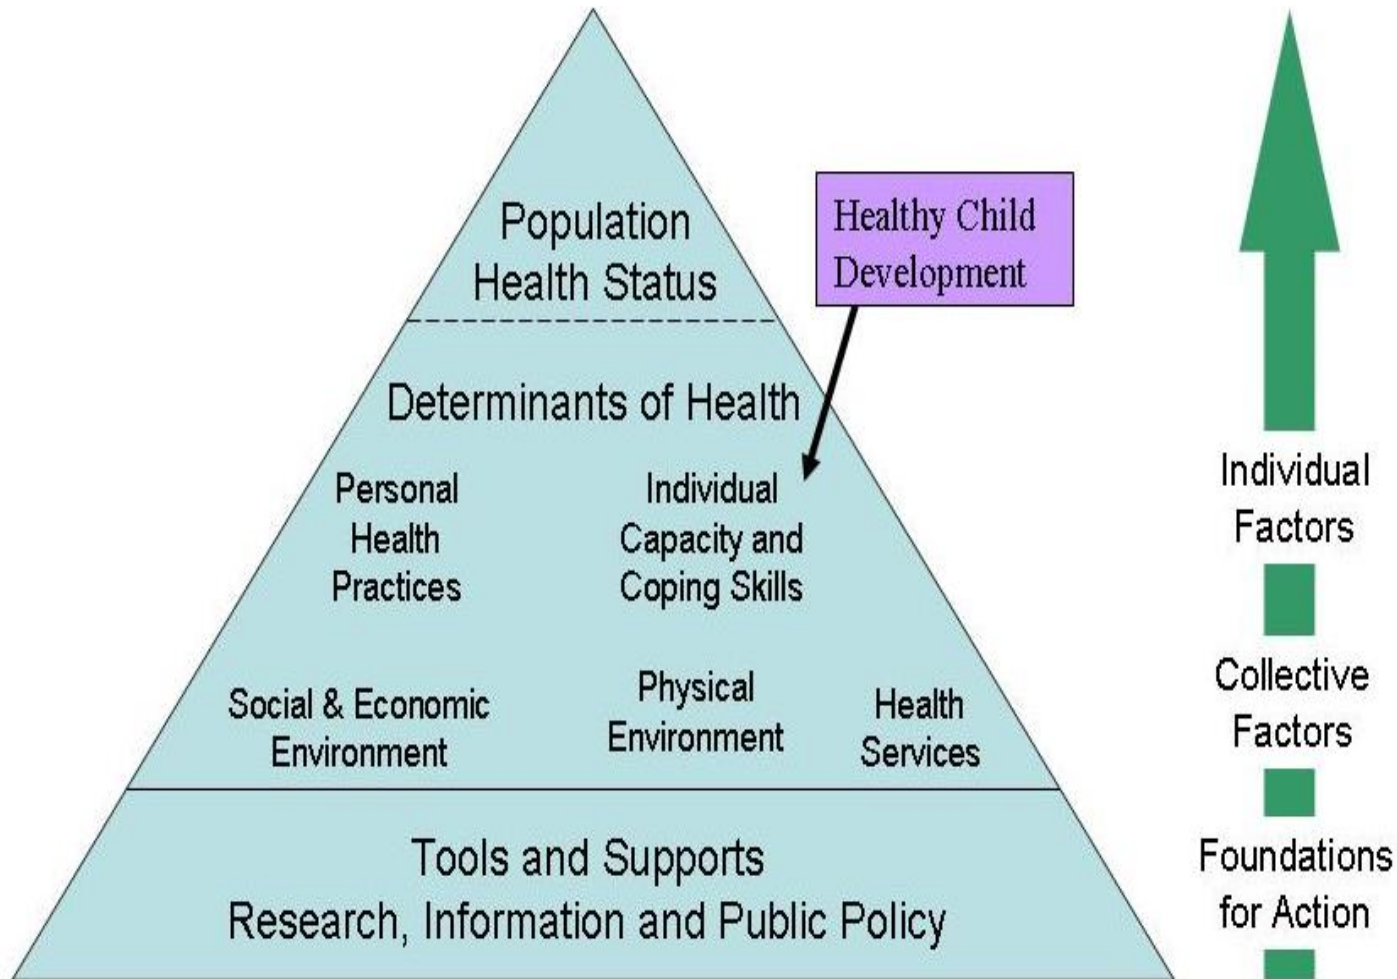 Population
Health Status
Healthy Child
Development
Determinants of Health
Personal
Health
Practices
Individual
Capacity and
Coping Skills
Individual
Factors
Social & Economic
Environment
Physical
Environment
Health
Services
Collective
Factors
Tools and Supports
Research, Information and Public Policy
Foundations
for Action